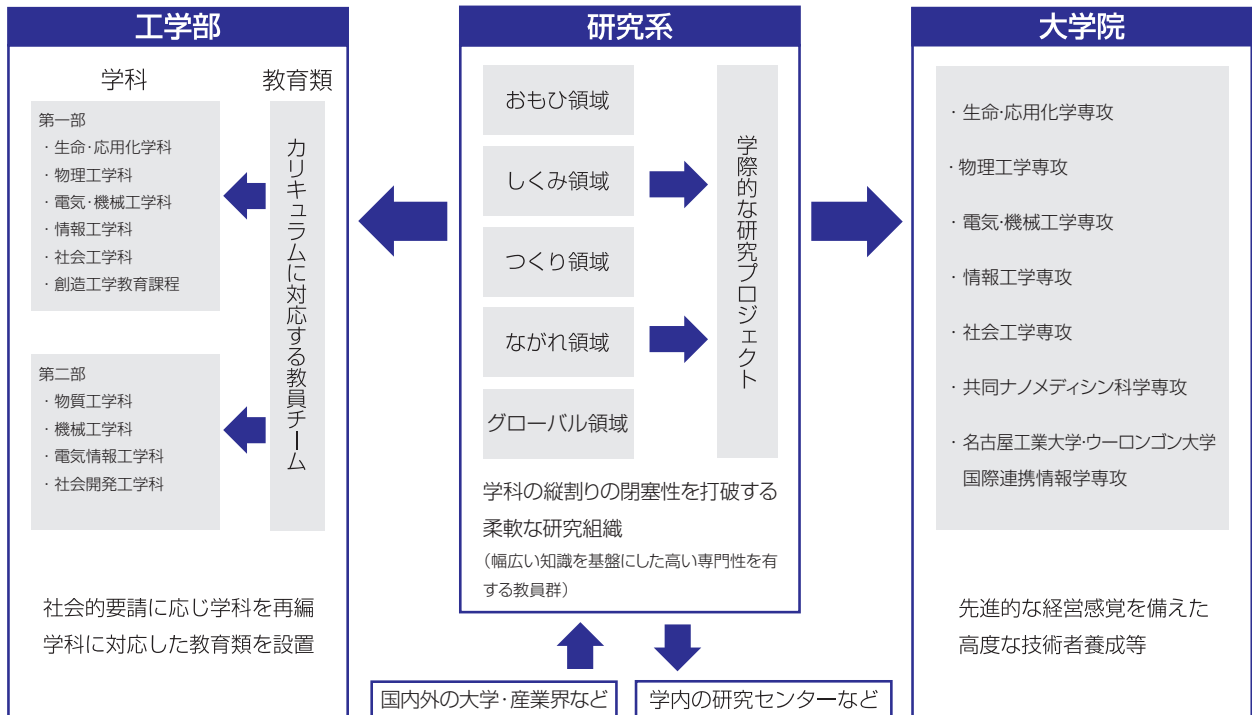 工学部
学科
教育類
第一部
・生命・応用化学科
・物理工学科
・電気・機械工学科
・情報工学科
・社会工学科
・創造工学教育課程
第二部
・物質工学科
・機械工学科
・電気情報工学科
・社会開発工学科
カリキュラムに対応する教員チーム
社会的要請に応じ学科を再編
学科に対応した教育類を設置
研究系
おもひ領域
しくみ領域
つくり領域
ながれ領域
グローバル領域
学際的な研究プロジェクト
学科の縦割りの閉塞性を打破する
柔軟な研究組織
（幅広い知識を基盤にした高い専門性を有
する教員群）
国内外の大学・産業界など
学内の研究センターなど
大学院
・生命・応用化学専攻
・物理工学専攻
・電気・機械工学専攻
・情報工学専攻
・社会工学専攻
・共同ナノメディシン科学専攻
・名古屋工業大学・ウーロンゴン大学
国際連携情報学専攻
先進的な経営感覚を備えた
高度な技術者養成等